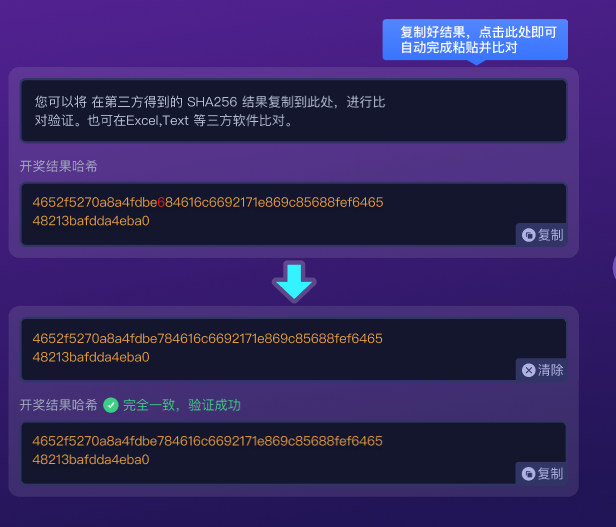 复制好结果，点击此处即可
自动完成粘贴并比对
您可以将 在第三方得到的 SHA256 结果复制到此处，进行比
对验证。也可在Excel,Text 等三方软件比对。
开奖结果哈希
4652f5270a8a4fdbe684616c6692171e869c85688fef6465
48213bafdda4eba0
复制
4652f5270a8a4fdbe784616c6692171e869c85688fef6465
48213bafdda4eba0
清除
开奖结果哈希 完全一致，验证成功
4652f5270a8a4fdbe784616c6692171e869c85688fef6465
48213bafdda4eba0
复制